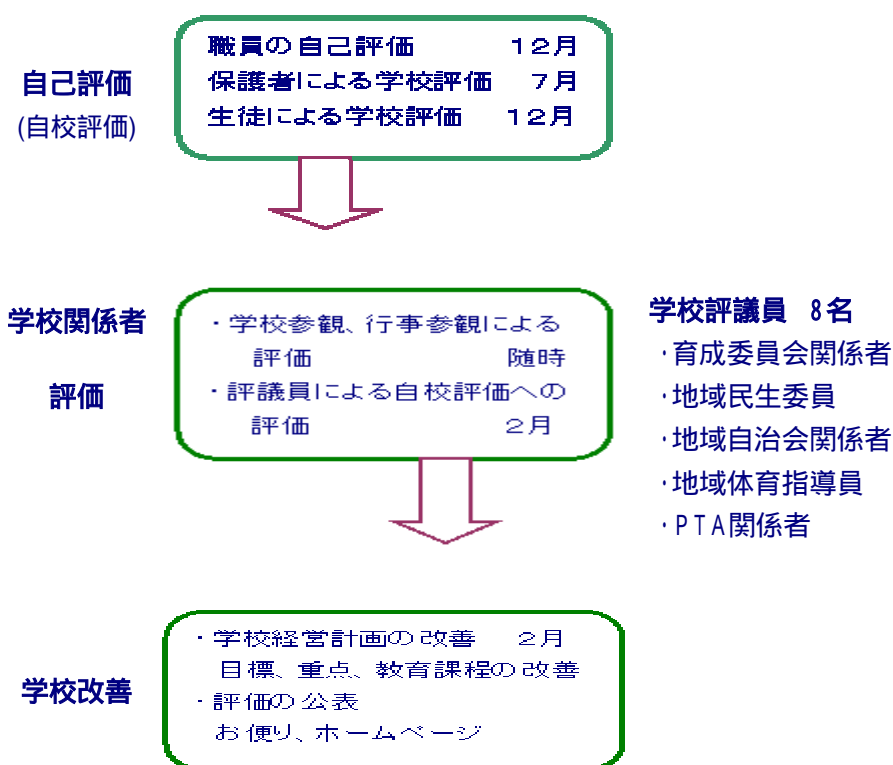 自己評価
(自校評価)
職員の自己評価 12月
保護者による学校評価 7月
生徒による学校評価 12月
学校関係者
評価
・学校参観、行事参観による
評価 随時
・評議員による自校評価への
評価 2月
学校評議員 8名
・育成委員会関係者
・地域民生委員
・地域自治会関係者
・地域体育指導員
・PTA関係者
学校改善
・学校経営計画の改善 2月
目標、重点、教育課程の改善
・評価の公表
お便り、ホームページ